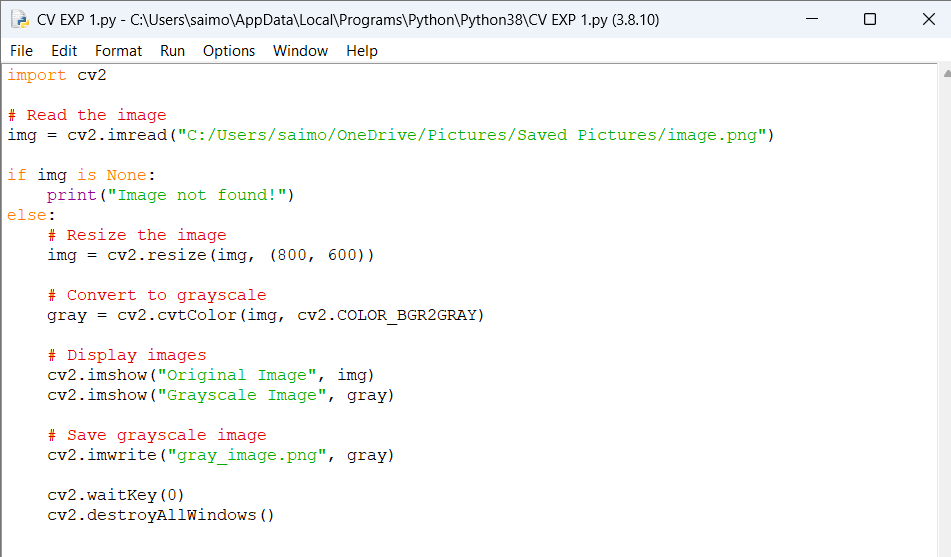 CV EXP 1.py - C:\Users\saimo\AppData\Local\Programs\Python\Python38\CV EXP 1.py (3.8.10)
File Edit Format Run Options Window Help
import cv2

# Read the image
img = cv2.imread("C:/Users/saimo/OneDrive/Pictures/Saved Pictures/image.png")

if img is None:
    print("Image not found!")
else:
    # Resize the image
    img = cv2.resize(img, (800, 600))

    # Convert to grayscale
    gray = cv2.cvtColor(img, cv2.COLOR_BGR2GRAY)

    # Display images
    cv2.imshow("Original Image", img)
    cv2.imshow("Grayscale Image", gray)

    # Save grayscale image
    cv2.imwrite("gray_image.png", gray)

    cv2.waitKey(0)
    cv2.destroyAllWindows()